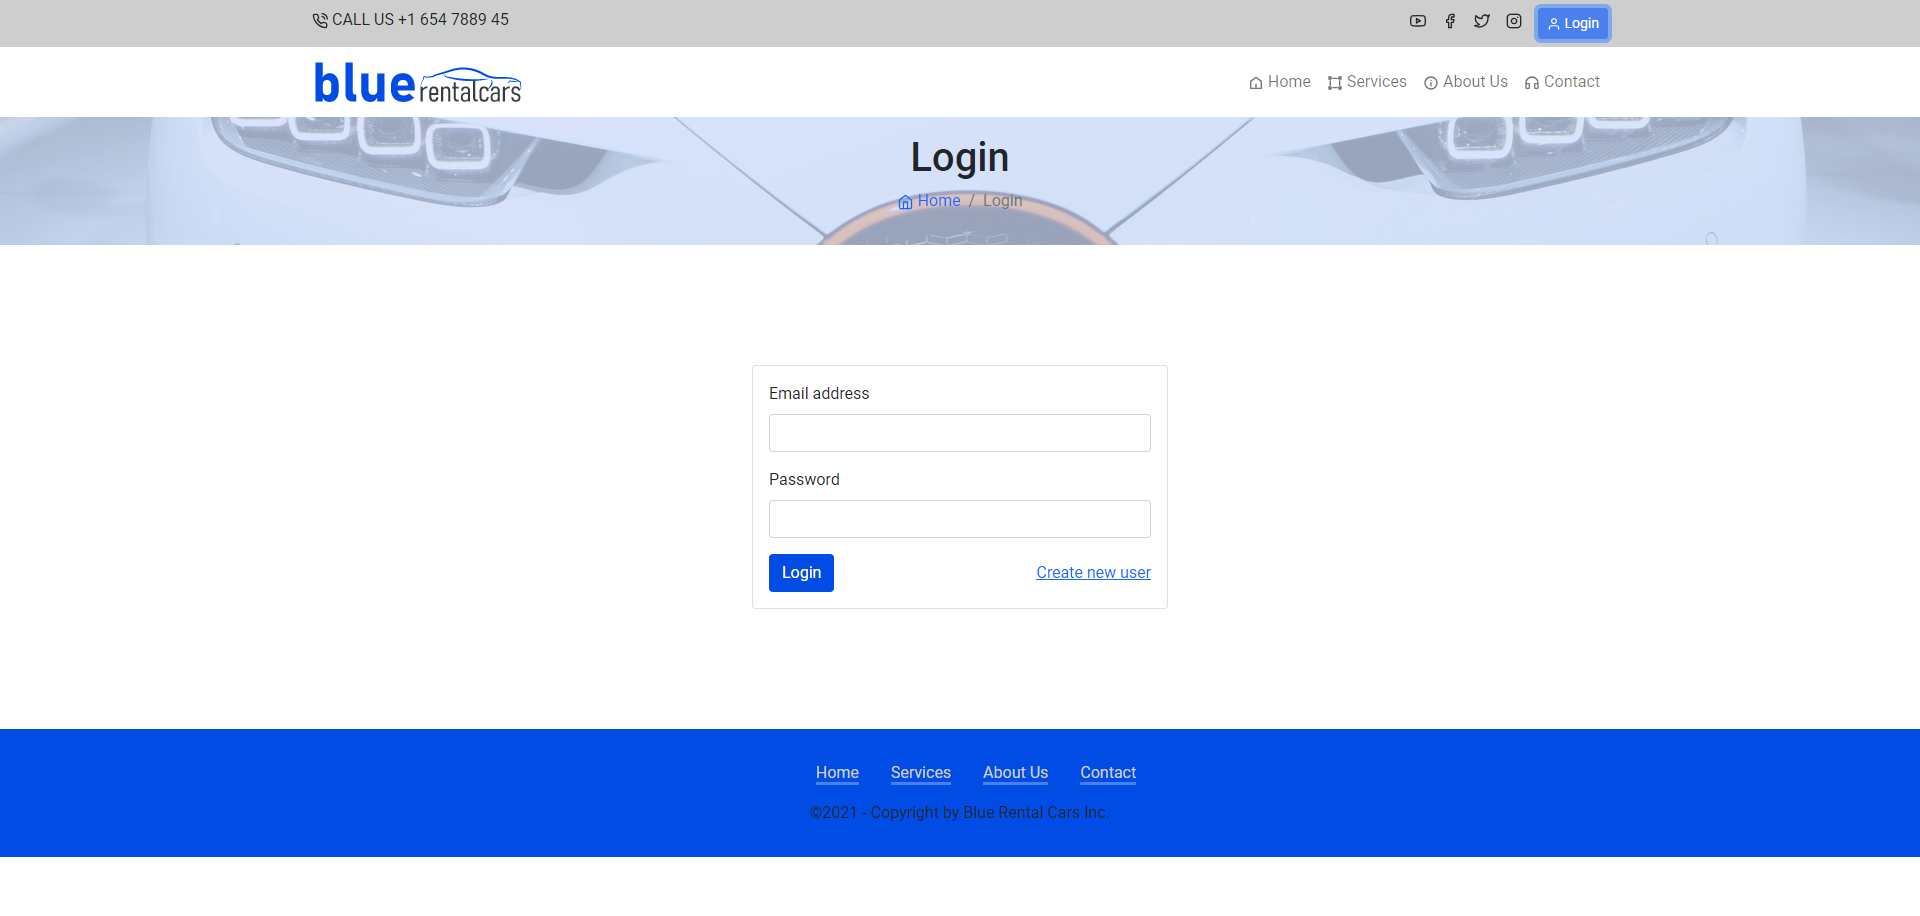 CALL US +1 654 7889 45
Login
blue rentalcars
Home Services About Us Contact
Login
Home / Login
Email address
Password
Login Create new user
Home Services About Us Contact
©2021 - Copyright by Blue Rental Cars Inc.